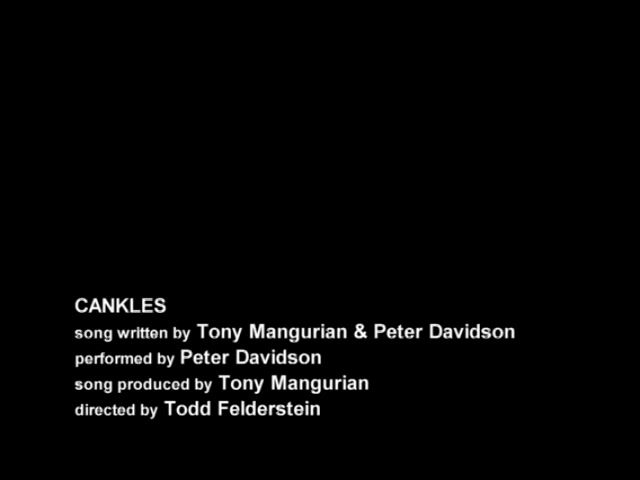 CANKLES
song written by Tony Mangurian & Peter Davidson
performed by Peter Davidson
song produced by Tony Mangurian
directed by Todd Felderstein